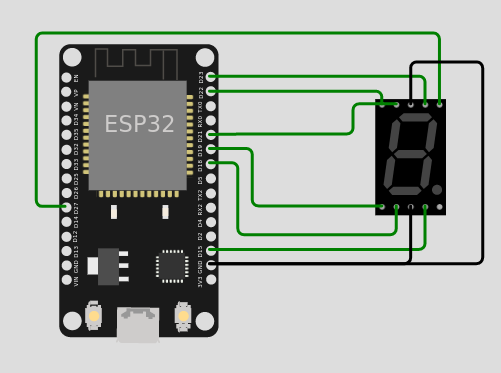 ESP32
EN
VP
VN
D34
D35
D32
D33
D25
D26
D27
D14
D12
D13
GND
VIN
D23
D22
TX0
RX0
D21
D19
D18
D5
TX2
RX2
D4
D2
D15
GND
3V3